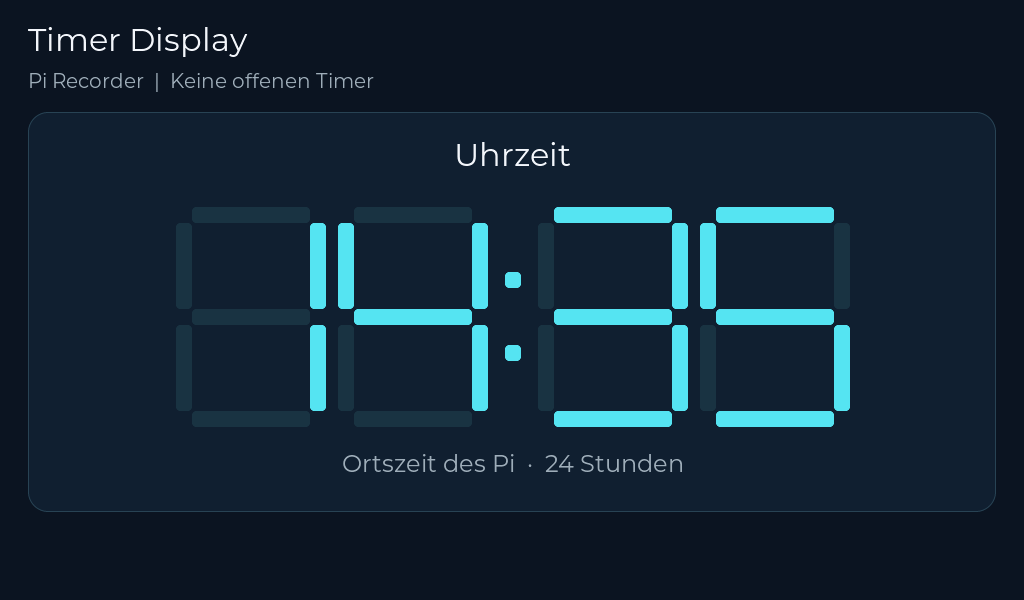 Timer Display
Pi Recorder | Keine offenen Timer
Uhrzeit
14:35
Ortszeit des Pi · 24 Stunden